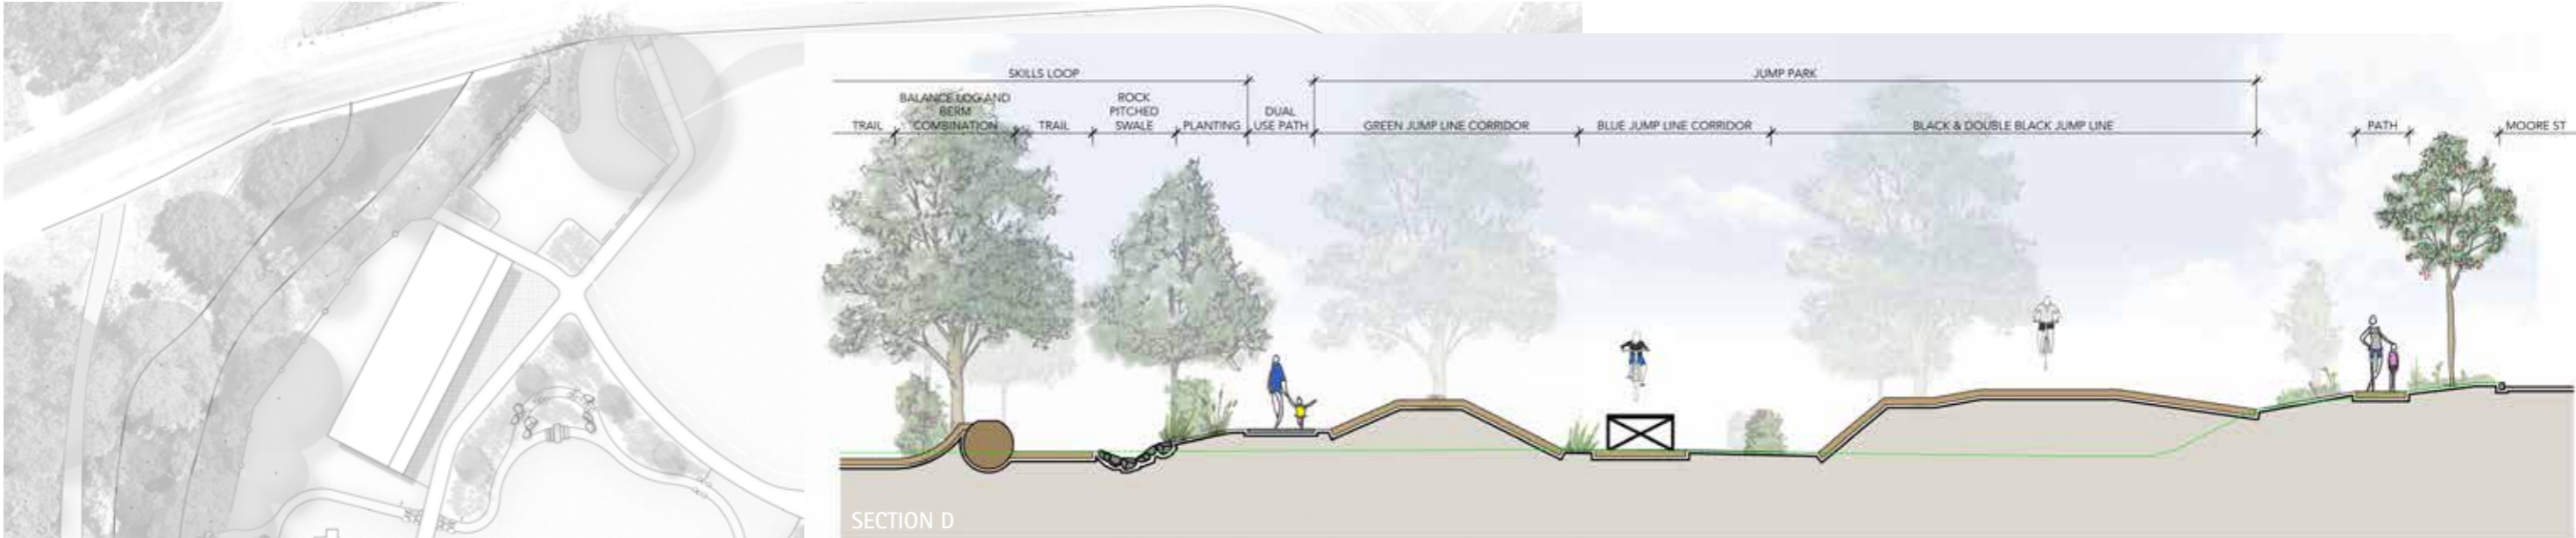 SKILLS LOOP
JUMP PARK
TRAIL
BALANCE LOG AND
BERM
COMBINATION
TRAIL
ROCK
PITCHED
SWALE
PLANTING
DUAL
USE PATH
GREEN JUMP LINE CORRIDOR
BLUE JUMP LINE CORRIDOR
BLACK & DOUBLE BLACK JUMP LINE
PATH
MOORE ST
SECTION D